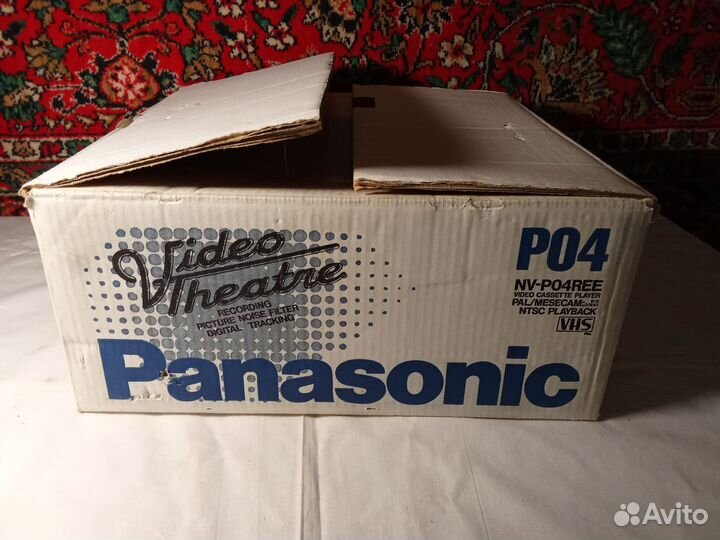 Video
Theatre
RECORDING
PICTURE NOISE FILTER
DIGITAL TRACKING
Panasonic
P04
NV-P04REE
VIDEO CASSETTE PLAYER
PAL/MESECAM
NTSC PLAYBACK
VHS
PAL
Avito